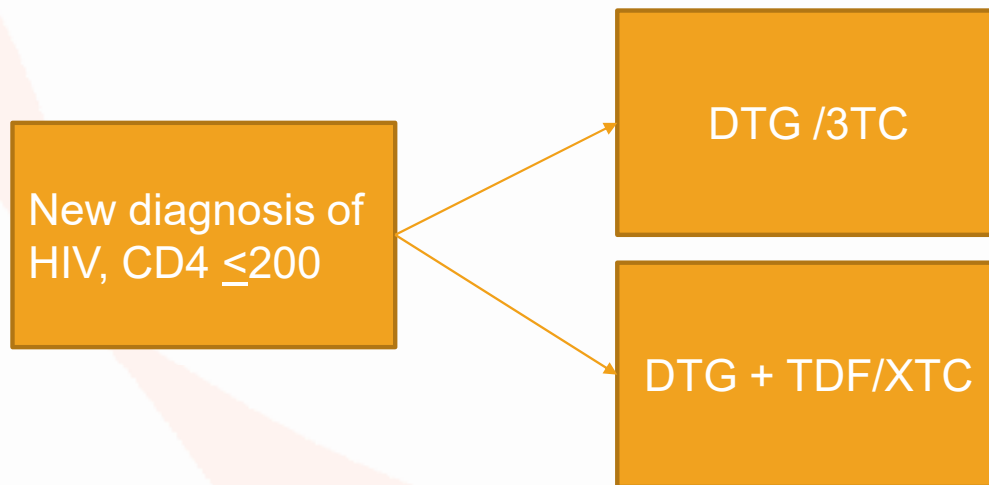 New diagnosis of
HIV, CD4 ≤200
DTG /3TC
DTG + TDF/XTC